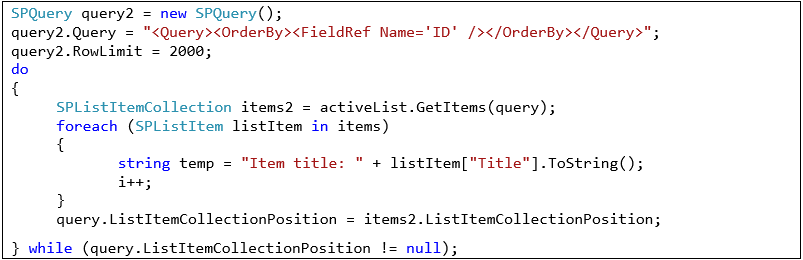 SPQuery query2 = new SPQuery();
query2.Query = "<Query><OrderBy><FieldRef Name='ID' /></OrderBy></Query>";
query2.RowLimit = 2000;
do
{
SPListItemCollection items2 = activeList.GetItems(query);
foreach (SPListItem listItem in items)
{
string temp = "Item title: " + listItem["Title"].ToString();
i++;
}
query.ListItemCollectionPosition = items2.ListItemCollectionPosition;
} while (query.ListItemCollectionPosition != null);